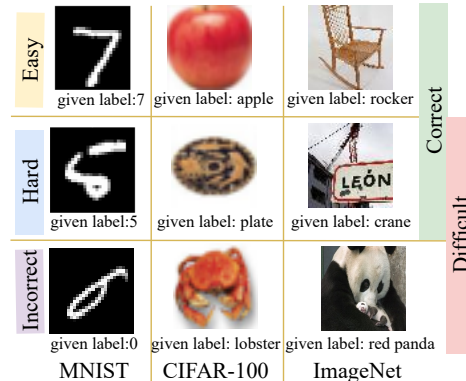 Easy
given label:7
given label: apple
given label: rocker
Correct
Hard
LEÓN
given label:5
given label: plate
given label: crane
Difficult
Incorrect
given label:0
given label: lobster
given label: red panda
MNIST
CIFAR-100
ImageNet